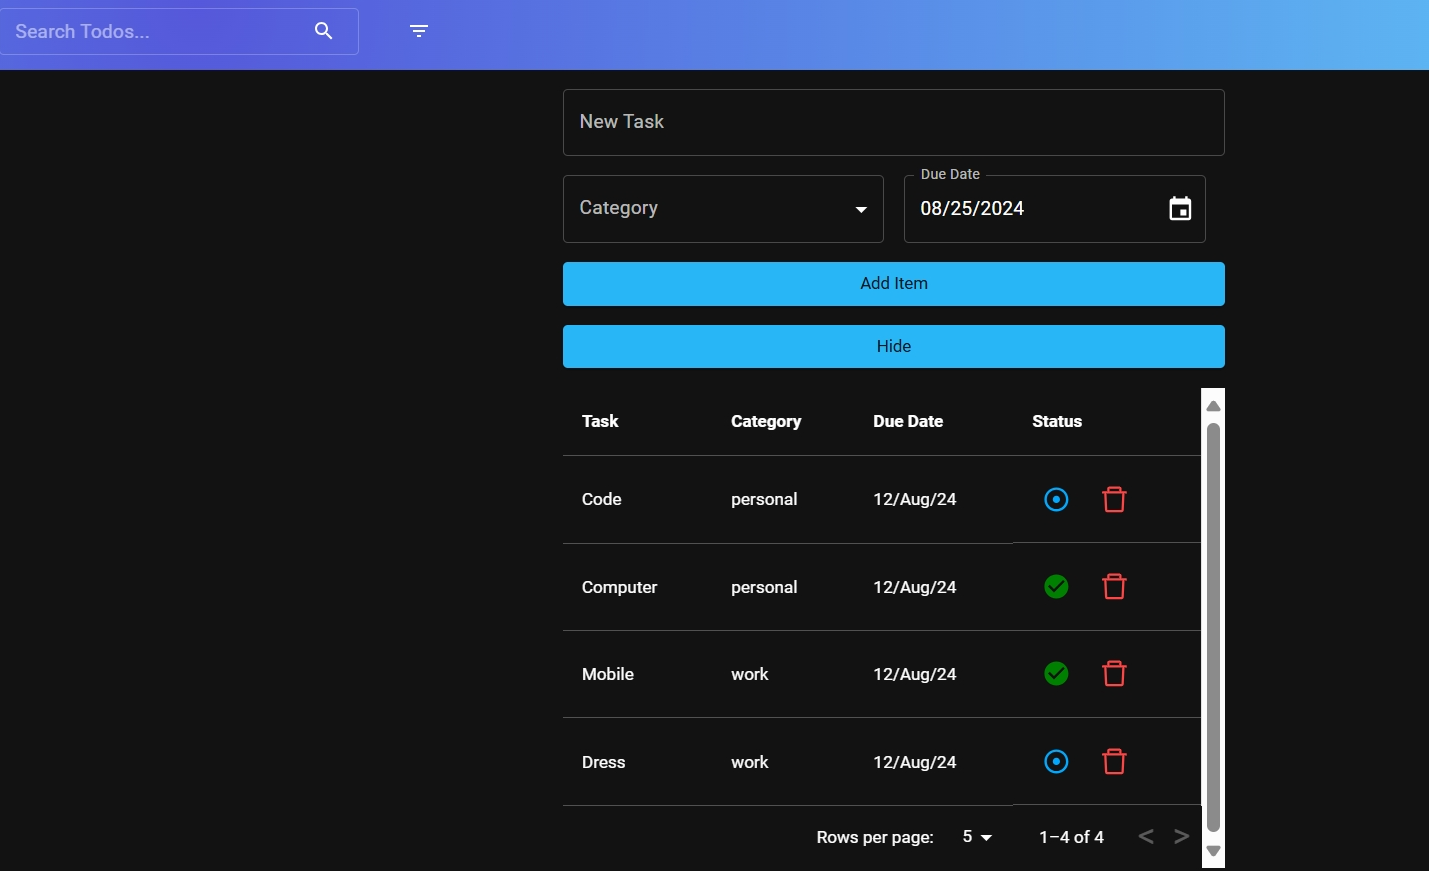 Search Todos...
New Task
Category
Due Date
08/25/2024
Add Item
Hide
Task Category Due Date Status
Code personal 12/Aug/24
Computer personal 12/Aug/24
Mobile work 12/Aug/24
Dress work 12/Aug/24
Rows per page: 5 1–4 of 4